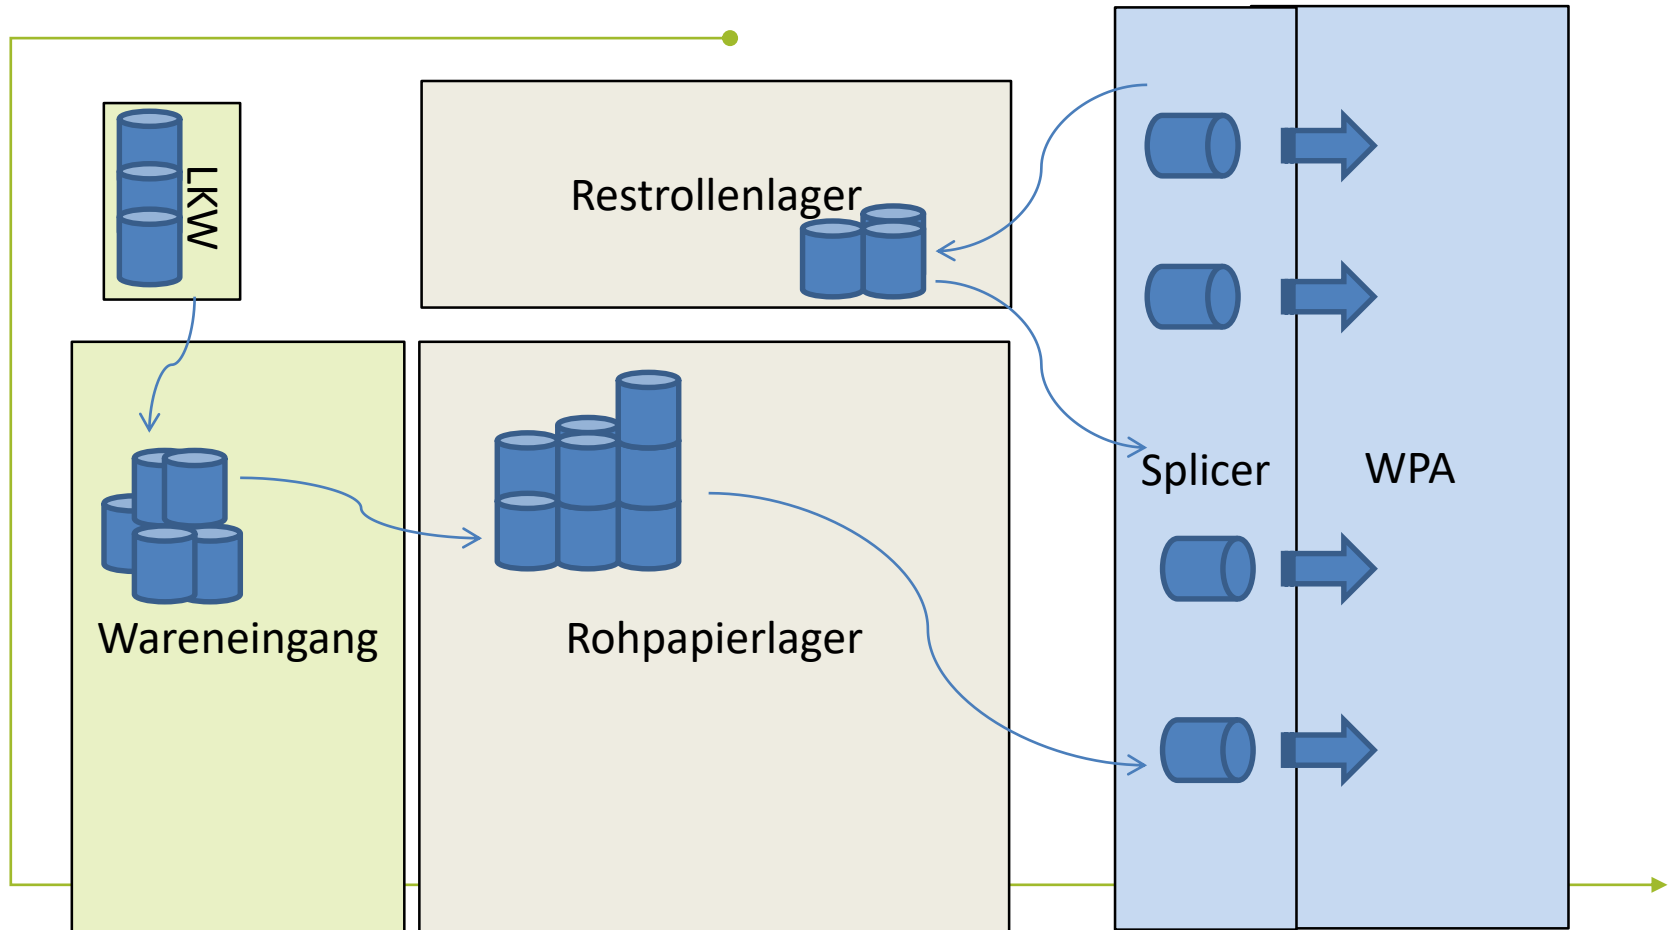 LKW
Restrollenlager
Wareneingang
Rohpapierlager
Splicer
WPA